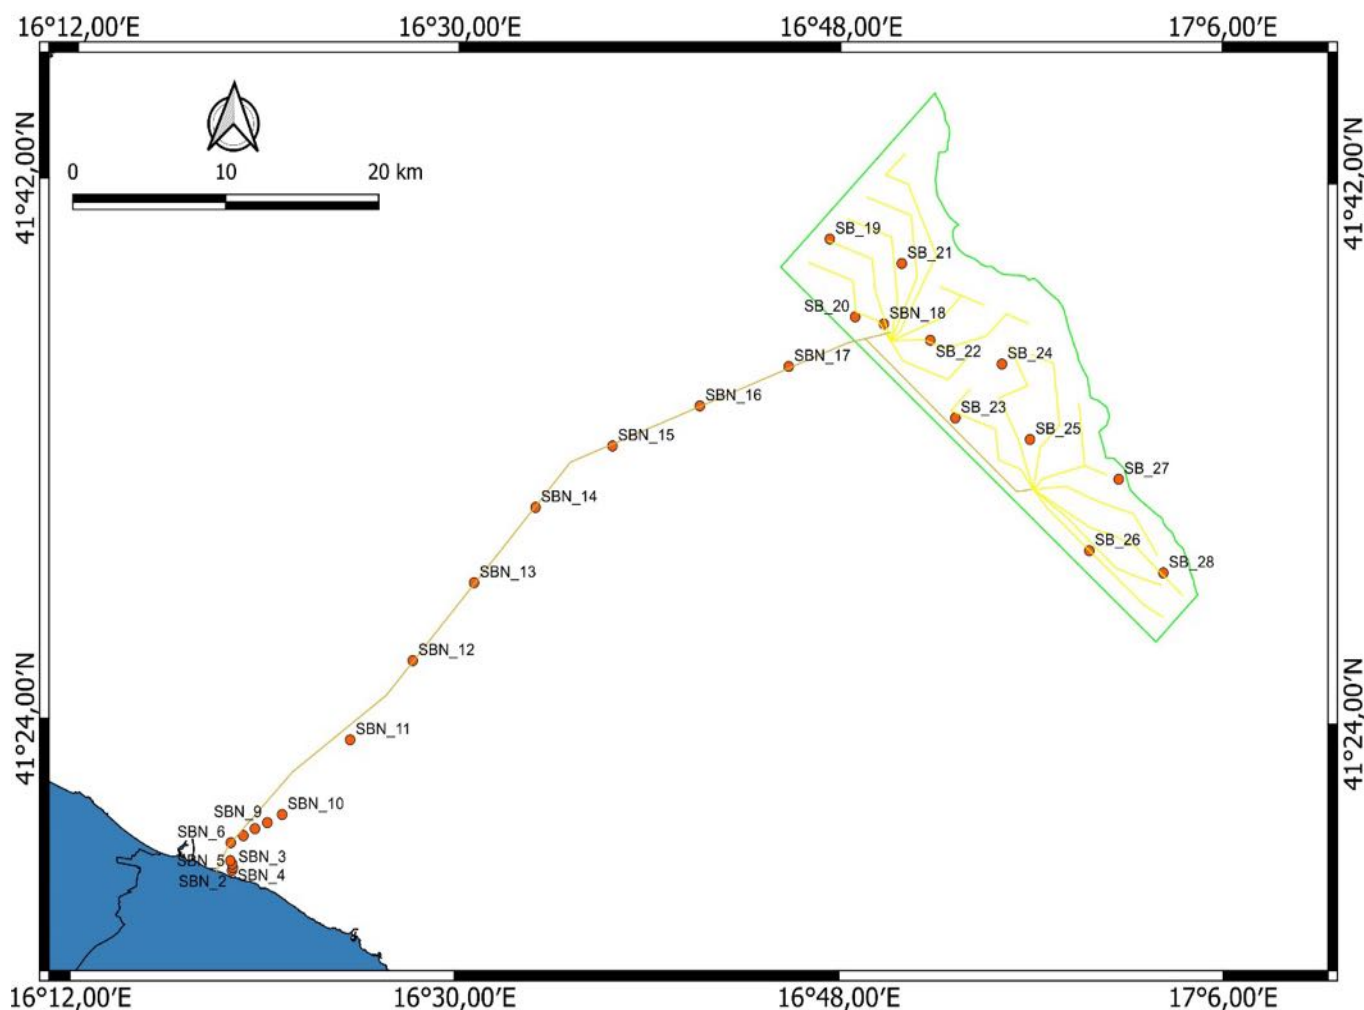 16°12,00′E 16°30,00′E 16°48,00′E 17°6,00′E
41°42,00′N
41°42,00′N
0 10 20 km
SB_19
SB_21
SB_20
SBN_18
SB_22
SB_24
SBN_17
SBN_16
SB_23
SBN_15
SB_25
SB_27
SBN_14
SB_26
SB_28
SBN_13
SBN_12
41°24,00′N
41°24,00′N
SBN_11
SBN_10
SBN_9
SBN_6
SBN_5
SBN_3
SBN_4
SBN_2
16°12,00′E 16°30,00′E 16°48,00′E 17°6,00′E